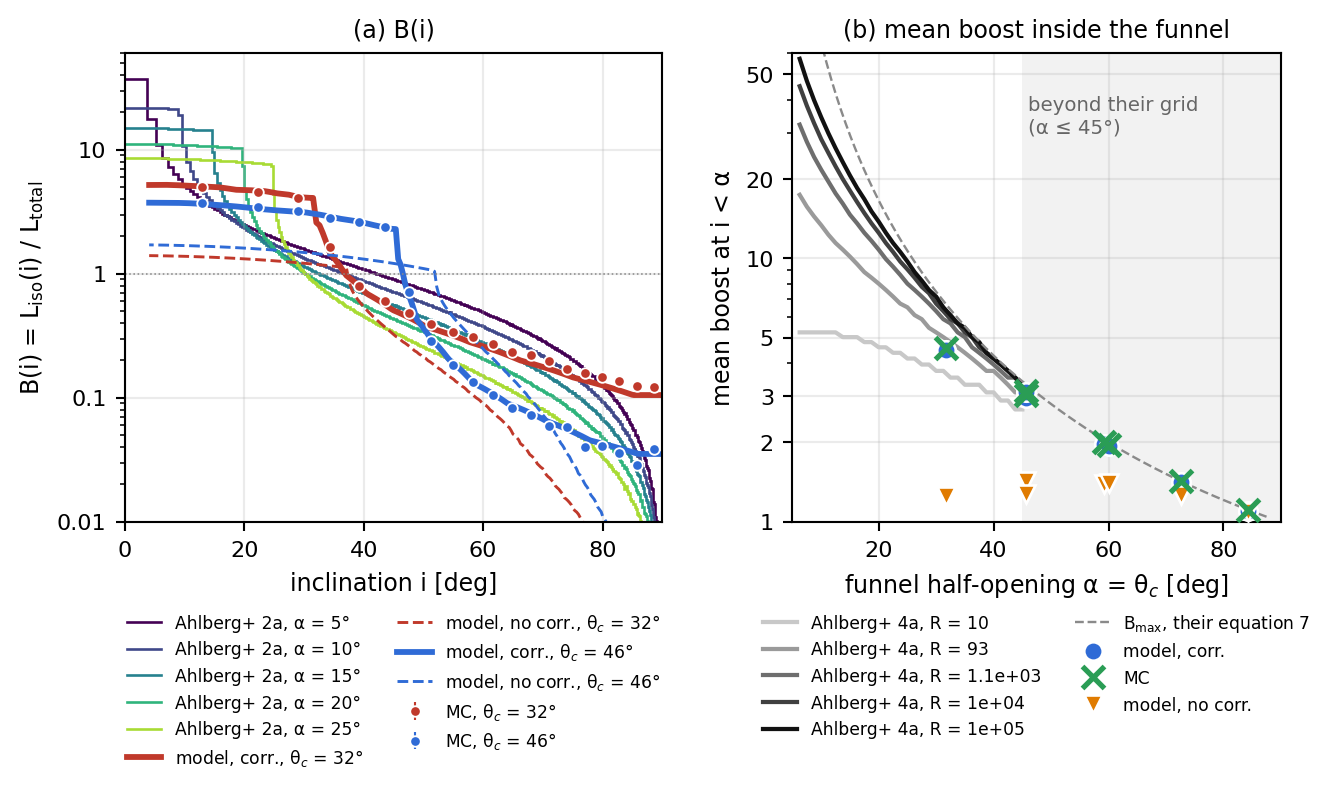 (a) B(i)
(b) mean boost inside the funnel
B(i) = L_iso(i) / L_total
10
1
0.1
0.01
0
20
40
60
80
inclination i [deg]
mean boost at i < α
50
20
10
5
3
2
1
beyond their grid
(α ≤ 45°)
20
40
60
80
funnel half-opening α = θ_c [deg]
Ahlberg+ 2a, α = 5°
Ahlberg+ 2a, α = 10°
Ahlberg+ 2a, α = 15°
Ahlberg+ 2a, α = 20°
Ahlberg+ 2a, α = 25°
model, corr., θ_c = 32°
model, no corr., θ_c = 32°
model, corr., θ_c = 46°
model, no corr., θ_c = 46°
MC, θ_c = 32°
MC, θ_c = 46°
Ahlberg+ 4a, R = 10
Ahlberg+ 4a, R = 93
Ahlberg+ 4a, R = 1.1e+03
Ahlberg+ 4a, R = 1e+04
Ahlberg+ 4a, R = 1e+05
B_max, their equation 7
model, corr.
MC
model, no corr.